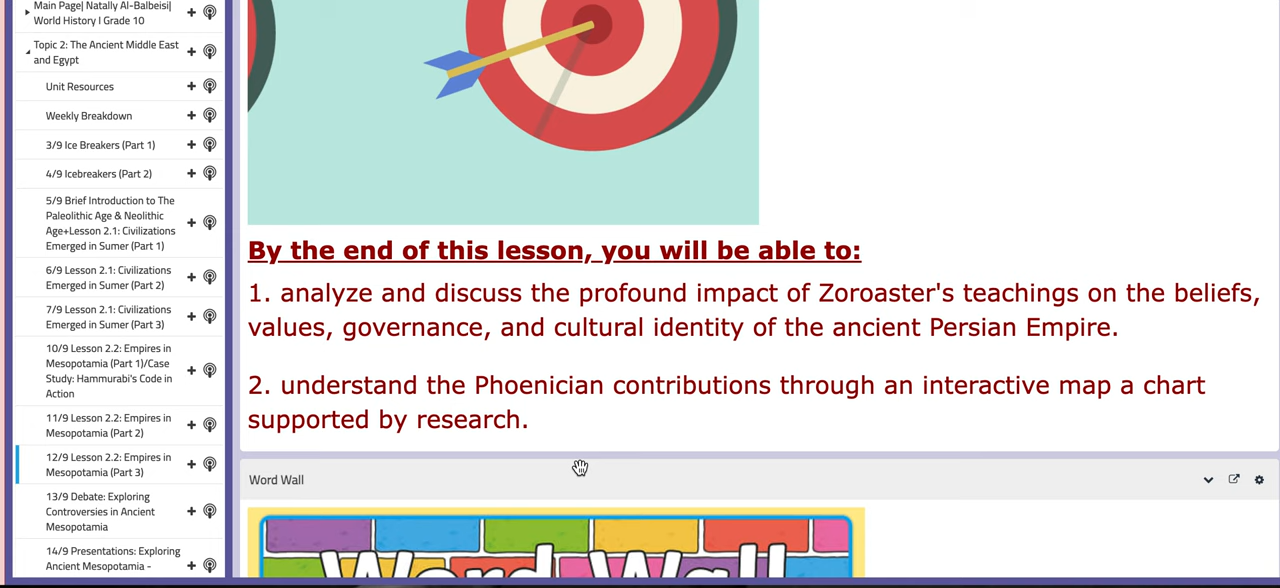 Main Page| Natally Al-Balbeisi|
World History I Grade 10
Topic 2: The Ancient Middle East
and Egypt
Unit Resources
Weekly Breakdown
3/9 Ice Breakers (Part 1)
4/9 Icebreakers (Part 2)
5/9 Brief Introduction to The
Paleolithic Age & Neolithic
Age+Lesson 2.1: Civilizations
Emerged in Sumer (Part 1)
6/9 Lesson 2.1: Civilizations
Emerged in Sumer (Part 2)
7/9 Lesson 2.1: Civilizations
Emerged in Sumer (Part 3)
10/9 Lesson 2.2: Empires in
Mesopotamia (Part 1)/Case
Study: Hammurabi's Code in
Action
11/9 Lesson 2.2: Empires in
Mesopotamia (Part 2)
12/9 Lesson 2.2: Empires in
Mesopotamia (Part 3)
13/9 Debate: Exploring
Controversies in Ancient
Mesopotamia
14/9 Presentations: Exploring
Ancient Mesopotamia -
By the end of this lesson, you will be able to:
1. analyze and discuss the profound impact of Zoroaster's teachings on the beliefs,
values, governance, and cultural identity of the ancient Persian Empire.
2. understand the Phoenician contributions through an interactive map a chart
supported by research.
Word Wall
Word Wall